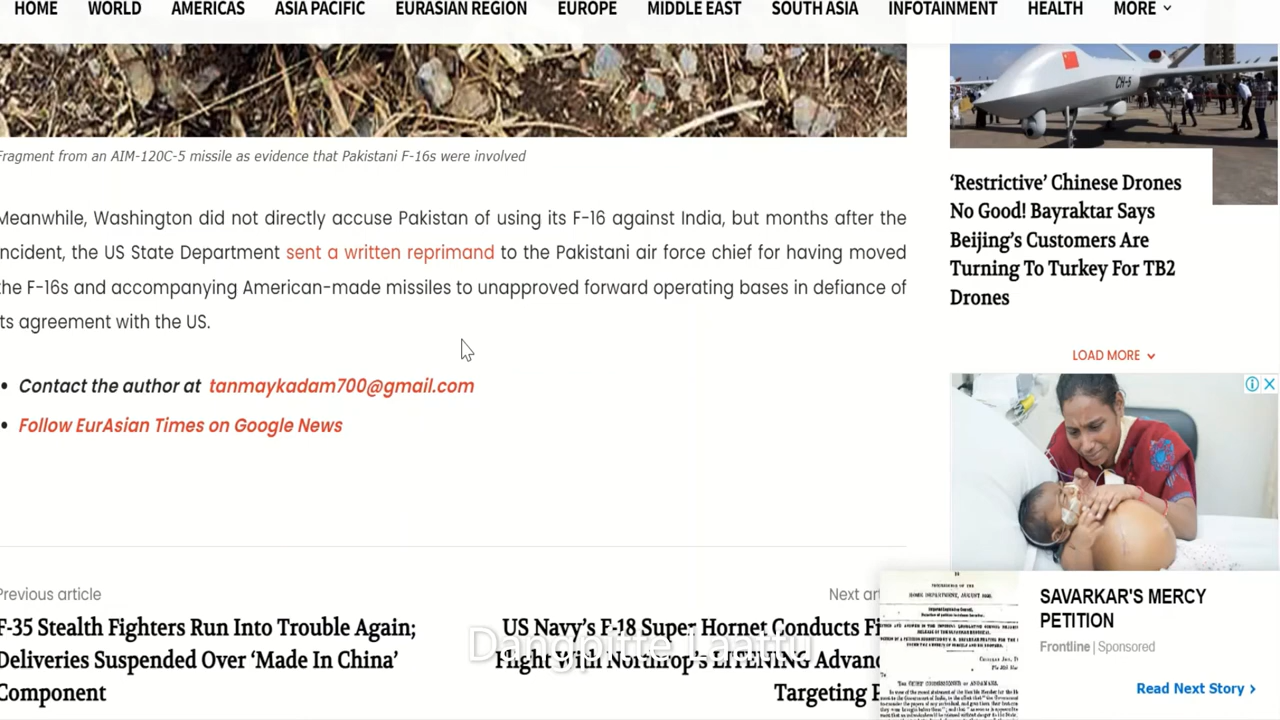 HOME WORLD AMERICAS ASIA PACIFIC EURASIAN REGION EUROPE MIDDLE EAST SOUTH ASIA INFOTAINMENT HEALTH MORE
CH-5
Fragment from an AIM-120C-5 missile as evidence that Pakistani F-16s were involved
Meanwhile, Washington did not directly accuse Pakistan of using its F-16 against India, but months after the
incident, the US State Department sent a written reprimand to the Pakistani air force chief for having moved
the F-16s and accompanying American-made missiles to unapproved forward operating bases in defiance of
its agreement with the US.
• Contact the author at tanmaykadam700@gmail.com
• Follow EurAsian Times on Google News
‘Restrictive’ Chinese Drones
No Good! Bayraktar Says
Beijing’s Customers Are
Turning To Turkey For TB2
Drones
LOAD MORE
Previous article
F-35 Stealth Fighters Run Into Trouble Again;
Deliveries Suspended Over ‘Made In China’
Component
Next art
US Navy’s F-18 Super Hornet Conducts Fi
Flight With Northrop’s LITENING Advanc
Targeting P
SAVARKAR'S MERCY
PETITION
Frontline | Sponsored
Read Next Story